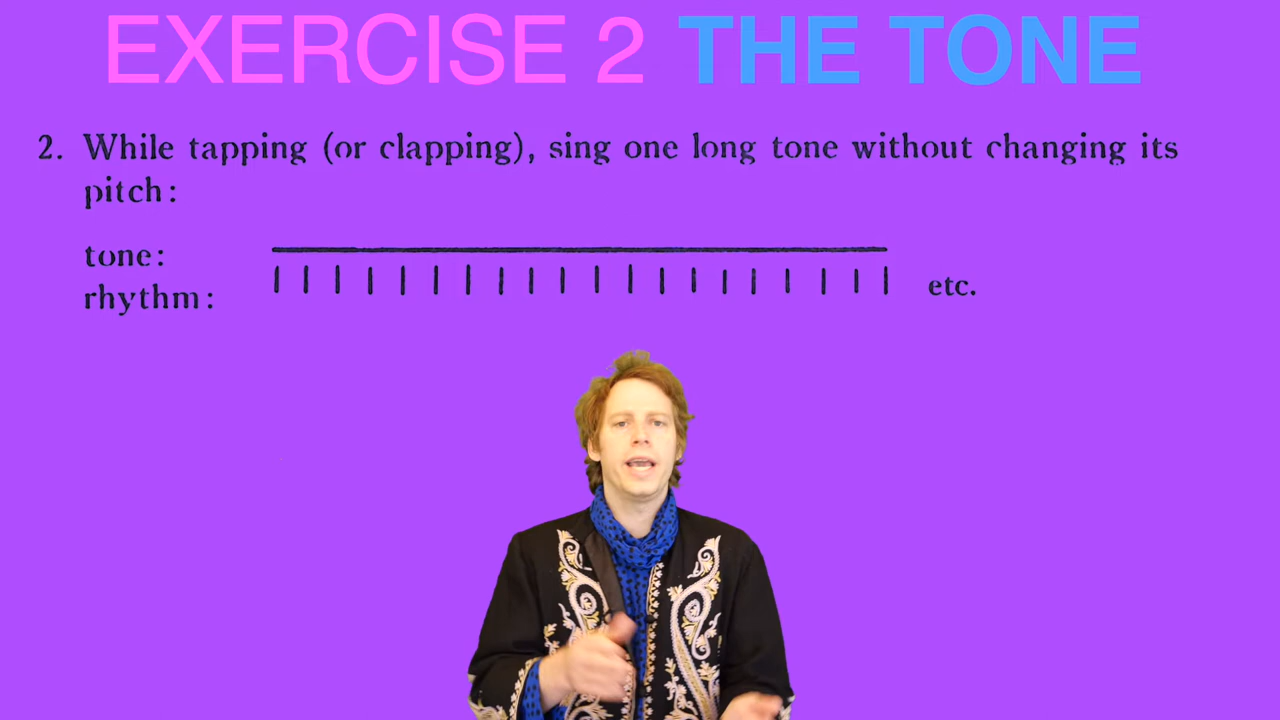 EXERCISE 2 THE TONE
2. While tapping (or clapping), sing one long tone without changing its
pitch:
tone:
rhythm:
etc.